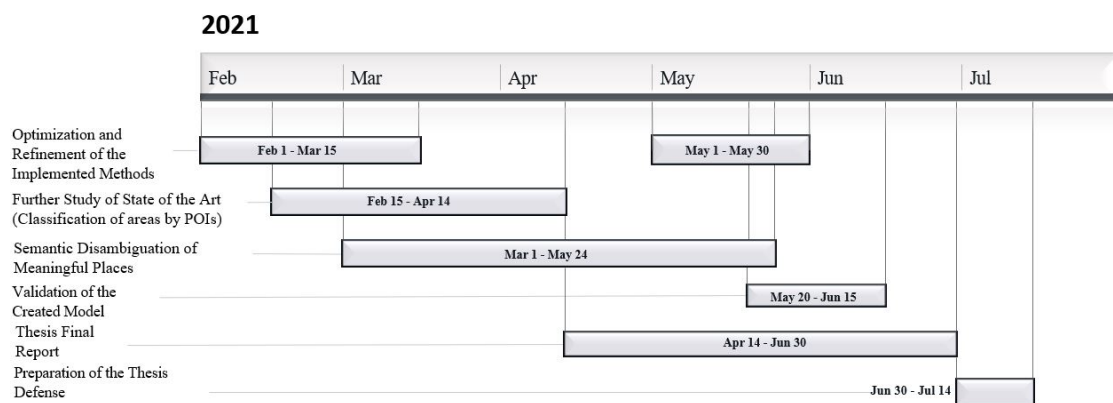 2021
Feb Mar Apr May Jun Jul
Optimization and
Refinement of the
Implemented Methods
Feb 1 - Mar 15
May 1 - May 30
Further Study of State of the Art
(Classification of areas by POIs)
Feb 15 - Apr 14
Semantic Disambiguation of
Meaningful Places
Mar 1 - May 24
Validation of the
Created Model
May 20 - Jun 15
Thesis Final
Report
Apr 14 - Jun 30
Preparation of the Thesis
Defense
Jun 30 - Jul 14